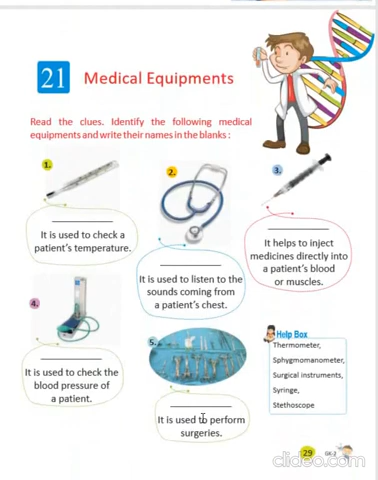 21 Medical Equipments
Read the clues. Identify the following medical
equipments and write their names in the blanks :
1.
It is used to check a
patient's temperature.
2.
It is used to listen to the
sounds coming from
a patient's chest.
3.
It helps to inject
medicines directly into
a patient's blood
or muscles.
4.
It is used to check the
blood pressure of
a patient.
5.
It is used to perform
surgeries.
Help Box
Thermometer,
Sphygmomanometer,
Surgical instruments,
Syringe,
Stethoscope
29 GK-2
clideo.com